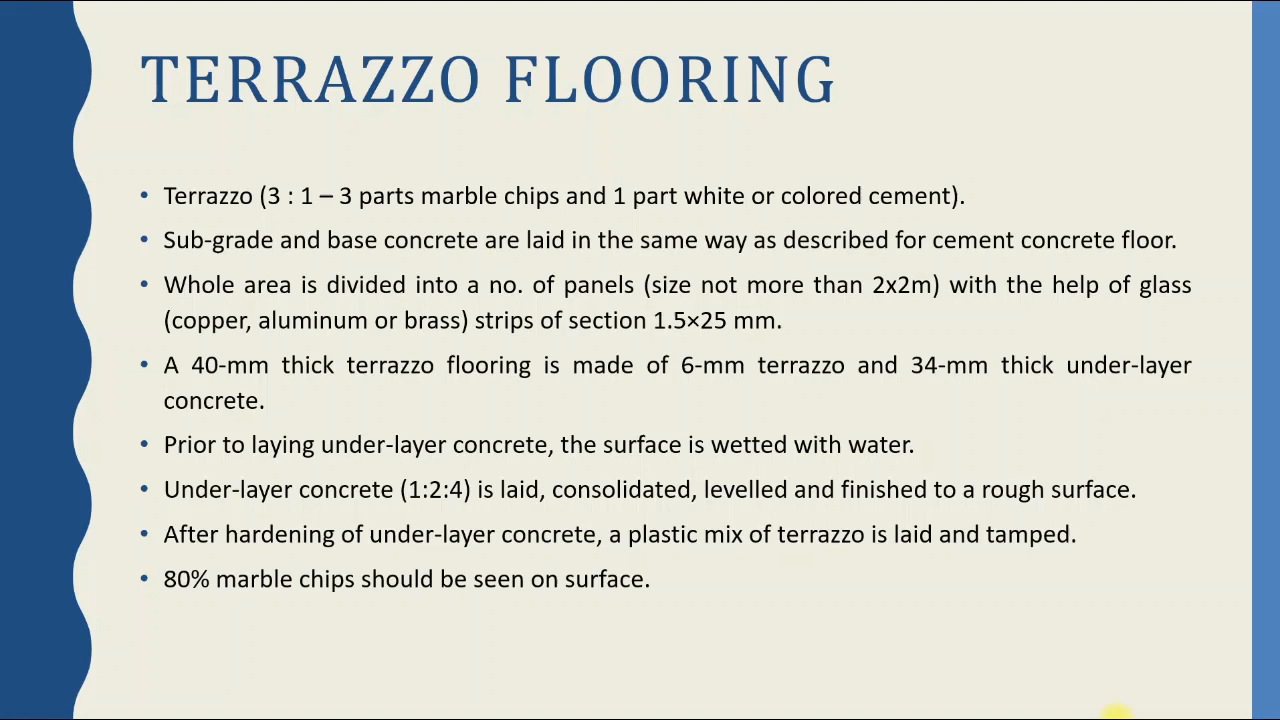 TERRAZZO FLOORING
• Terrazzo (3 : 1 – 3 parts marble chips and 1 part white or colored cement).
• Sub-grade and base concrete are laid in the same way as described for cement concrete floor.
• Whole area is divided into a no. of panels (size not more than 2x2m) with the help of glass
(copper, aluminum or brass) strips of section 1.5×25 mm.
• A 40-mm thick terrazzo flooring is made of 6-mm terrazzo and 34-mm thick under-layer
concrete.
• Prior to laying under-layer concrete, the surface is wetted with water.
• Under-layer concrete (1:2:4) is laid, consolidated, levelled and finished to a rough surface.
• After hardening of under-layer concrete, a plastic mix of terrazzo is laid and tamped.
• 80% marble chips should be seen on surface.